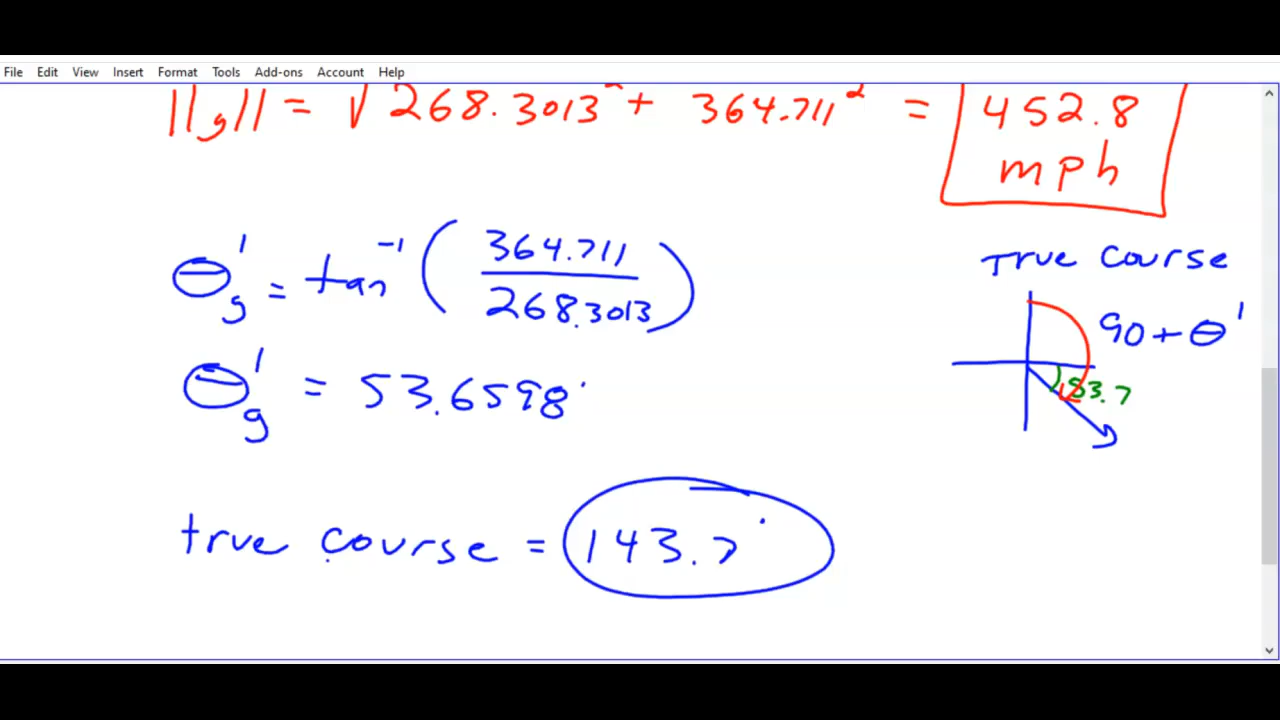 File Edit View Insert Format Tools Add-ons Account Help
||g|| = √268.3013² + 364.711² = 452.8 mph
θ'g = tan⁻¹ (364.711 / 268.3013)
True course
90 + θ'
53.7
θ'g = 53.6598°
true course = 143.7°